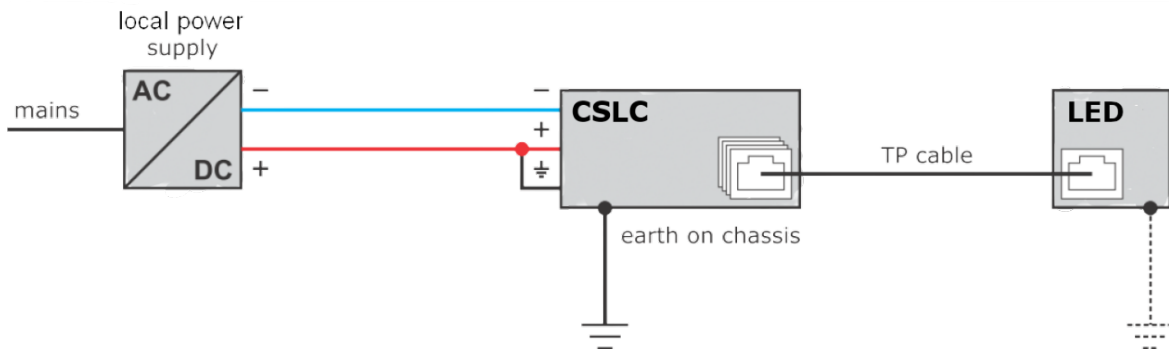 local power
supply
AC
DC
mains
−
+
−
+
CSLC
earth on chassis
TP cable
LED